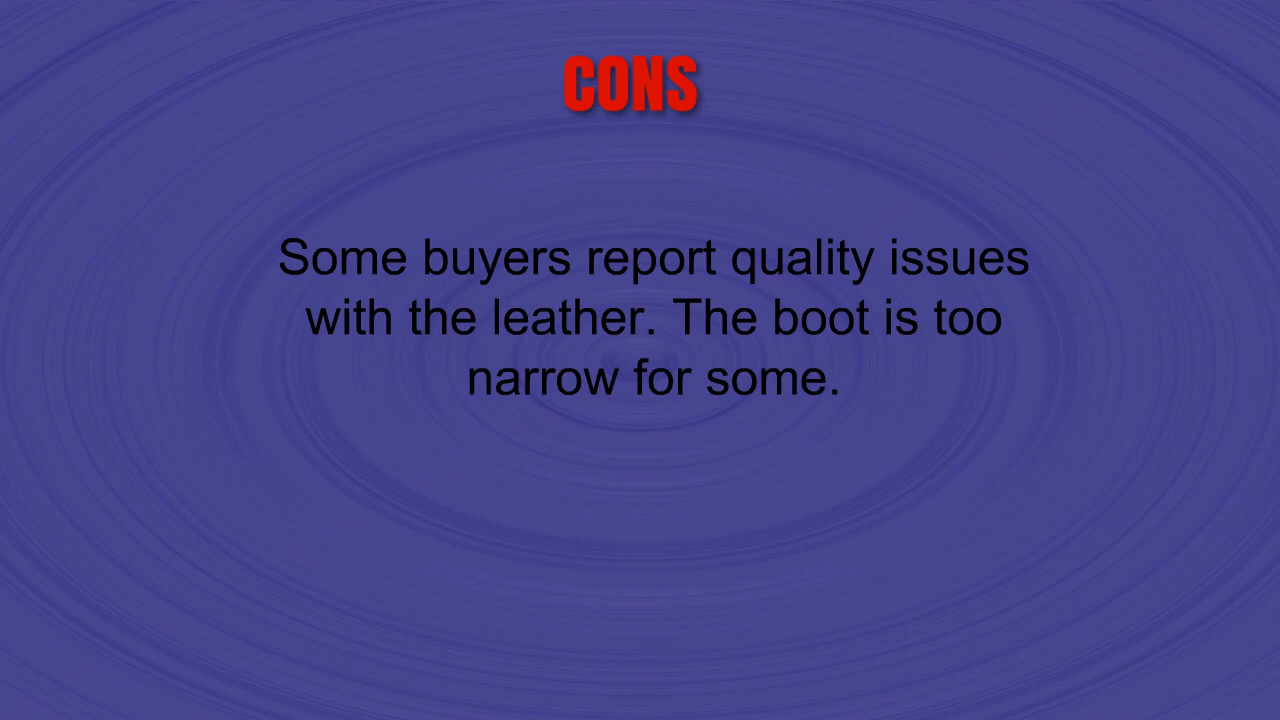 CONS
Some buyers report quality issues
with the leather. The boot is too
narrow for some.